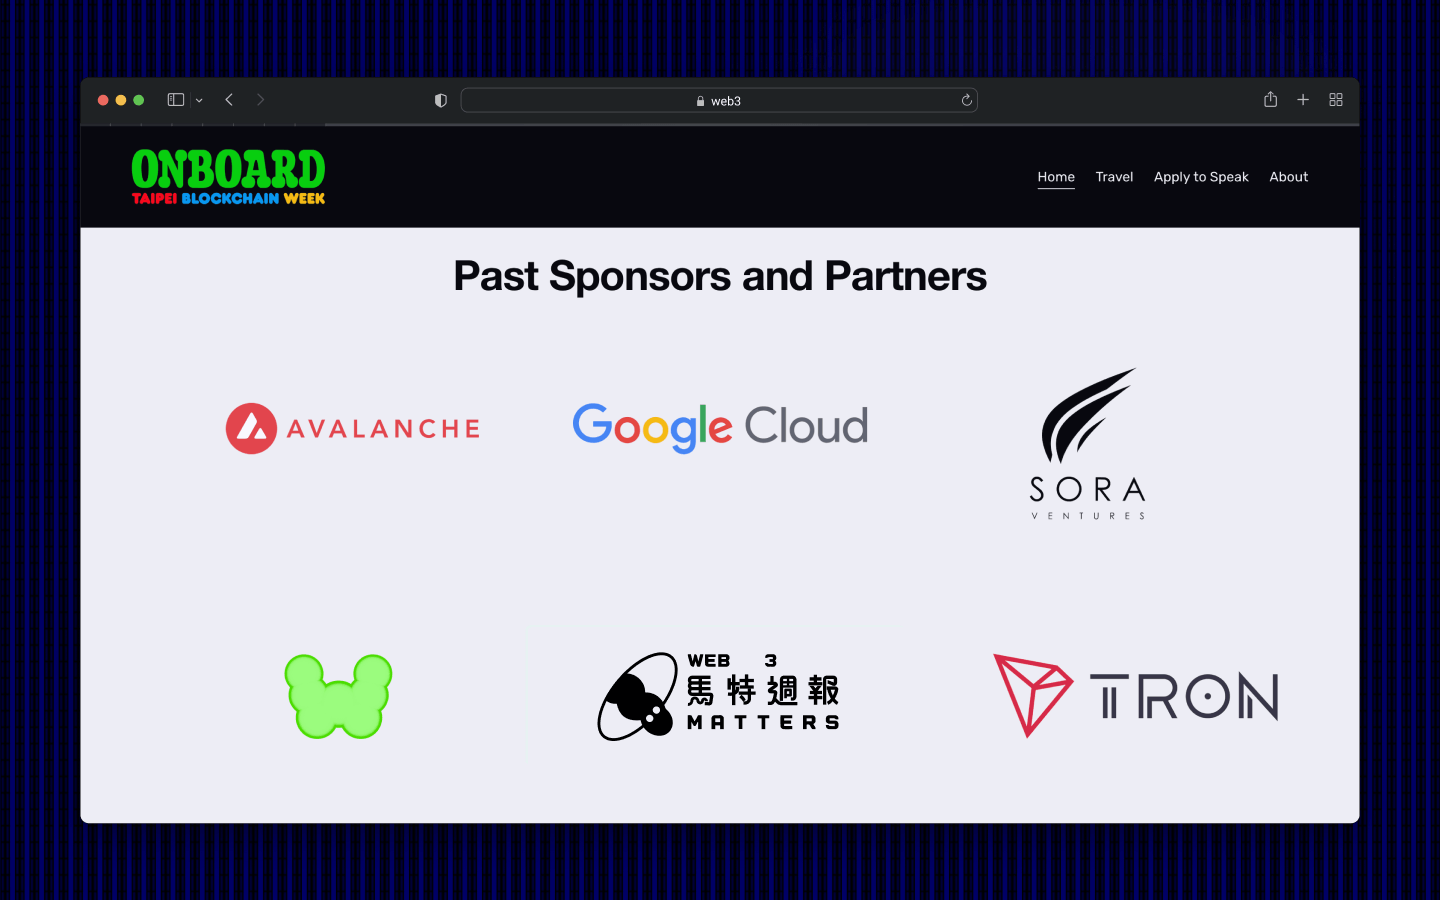 web3
ONBOARD
TAIPEI BLOCKCHAIN WEEK
Home Travel Apply to Speak About
Past Sponsors and Partners
AVALANCHE
Google Cloud
SORA
VENTURES
WEB 3
馬特週報
MATTERS
TRON